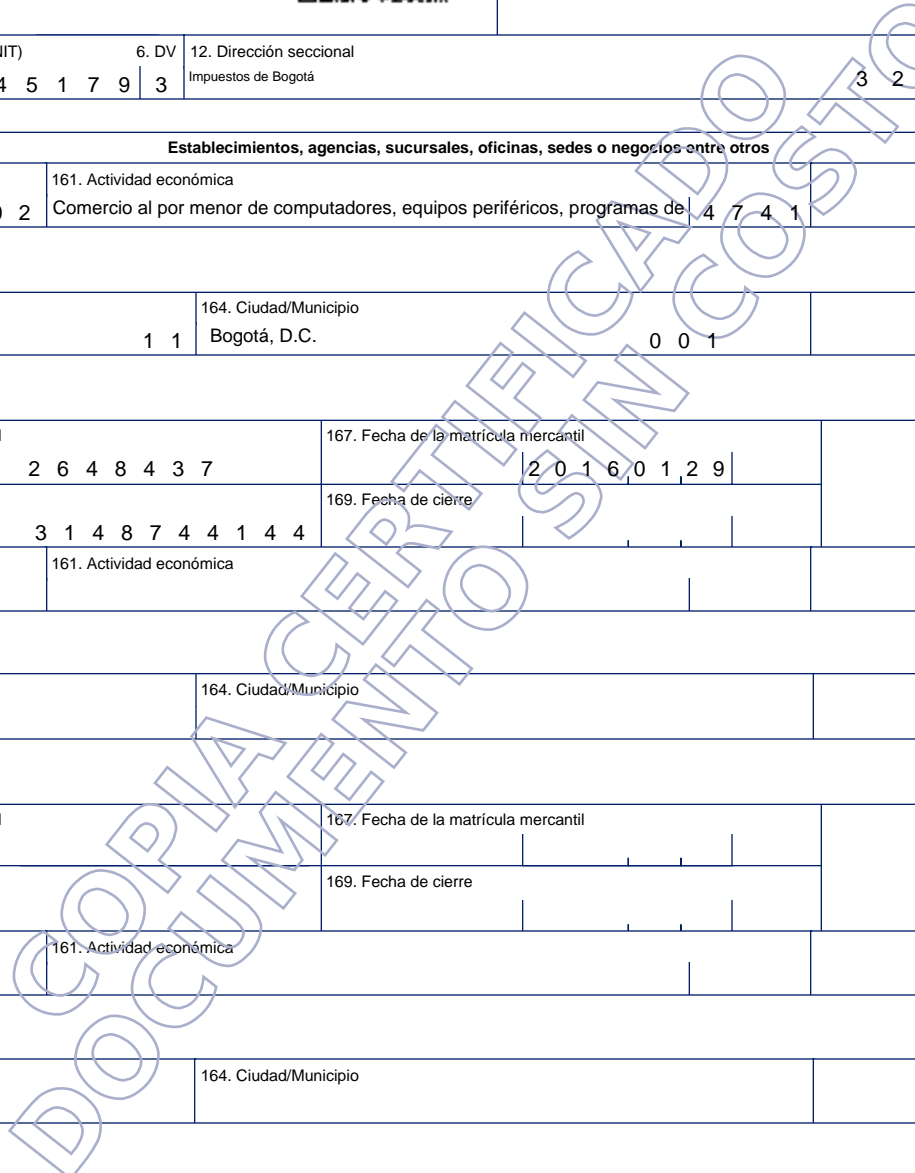 6. DV 12. Dirección seccional
4 5 1 7 9 3 Impuestos de Bogotá 3 2
Establecimientos, agencias, sucursales, oficinas, sedes o negocios entre otros
161. Actividad económica
2 Comercio al por menor de computadores, equipos periféricos, programas de 4 7 4 1
164. Ciudad/Municipio
1 1 Bogotá, D.C. 0 0 1
167. Fecha de la matrícula mercantil
2 6 4 8 4 3 7 2 0 1 6 0 1 2 9
169. Fecha de cierre
3 1 4 8 7 4 4 1 4 4
161. Actividad económica
164. Ciudad/Municipio
167. Fecha de la matrícula mercantil
169. Fecha de cierre
161. Actividad económica
164. Ciudad/Municipio
COPIA CERTIFICADO
DOCUMENTO SIN COSTO